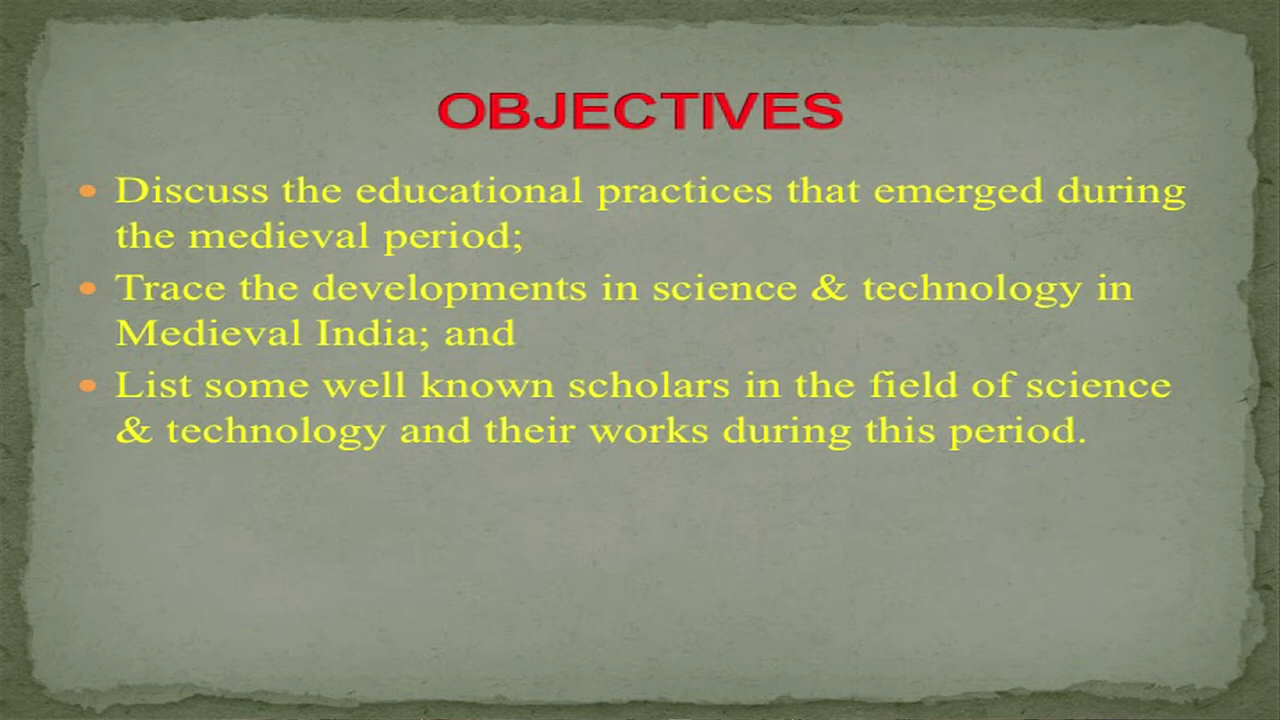 OBJECTIVES
• Discuss the educational practices that emerged during
the medieval period;
• Trace the developments in science & technology in
Medieval India; and
• List some well known scholars in the field of science
& technology and their works during this period.